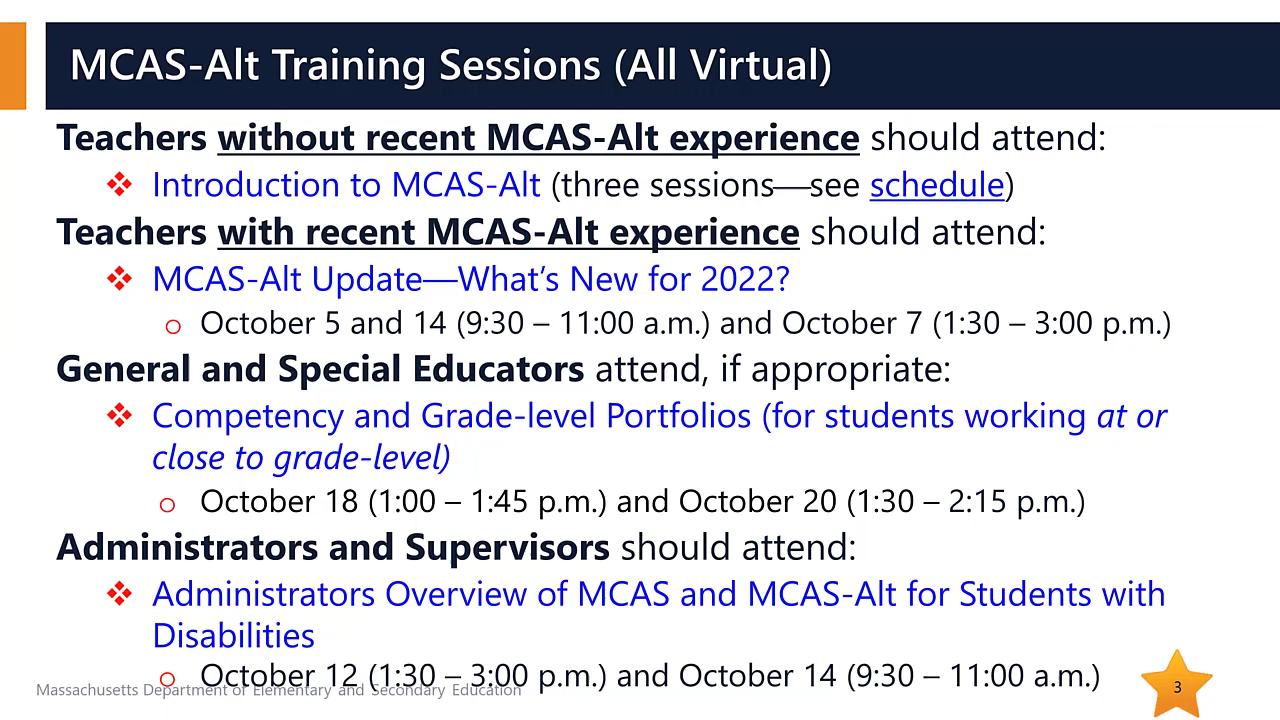 MCAS-Alt Training Sessions (All Virtual)
Teachers without recent MCAS-Alt experience should attend:
❖ Introduction to MCAS-Alt (three sessions—see schedule)
Teachers with recent MCAS-Alt experience should attend:
❖ MCAS-Alt Update—What’s New for 2022?
o October 5 and 14 (9:30 – 11:00 a.m.) and October 7 (1:30 – 3:00 p.m.)
General and Special Educators attend, if appropriate:
❖ Competency and Grade-level Portfolios (for students working at or
close to grade-level)
o October 18 (1:00 – 1:45 p.m.) and October 20 (1:30 – 2:15 p.m.)
Administrators and Supervisors should attend:
❖ Administrators Overview of MCAS and MCAS-Alt for Students with
Disabilities
o October 12 (1:30 – 3:00 p.m.) and October 14 (9:30 – 11:00 a.m.)
Massachusetts Department of Elementary and Secondary Education
3